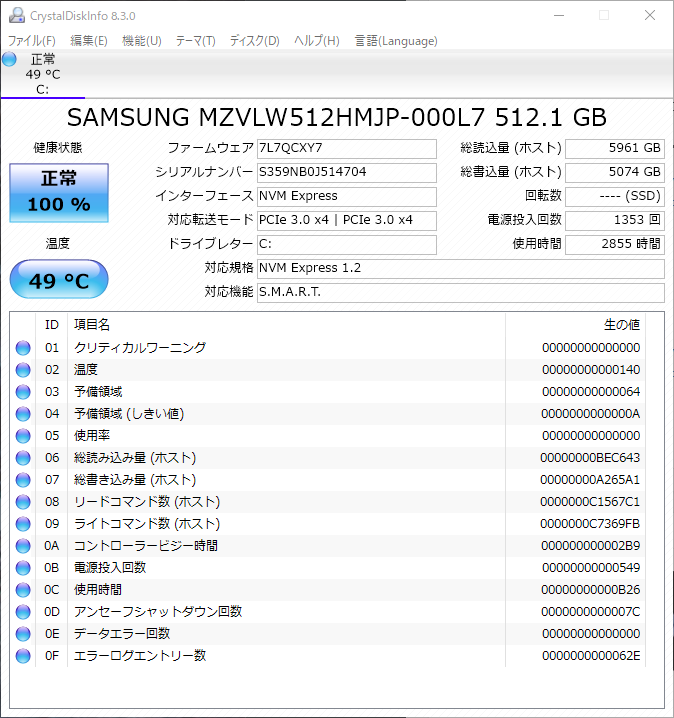 CrystalDiskInfo 8.3.0
ファイル(F) 編集(E) 機能(U) テーマ(T) ディスク(D) ヘルプ(H) 言語(Language)
正常
49 °C
C:
SAMSUNG MZVLW512HMJP-000L7 512.1 GB
健康状態
正常
100 %
温度
49 °C
ファームウェア 7L7QCXY7 総読込量 (ホスト) 5961 GB
シリアルナンバー S359NB0J514704 総書込量 (ホスト) 5074 GB
インターフェース NVM Express 回転数 ---- (SSD)
対応転送モード PCIe 3.0 x4 | PCIe 3.0 x4 電源投入回数 1353 回
ドライブレター C: 使用時間 2855 時間
対応規格 NVM Express 1.2
対応機能 S.M.A.R.T.
ID 項目名 生の値
01 クリティカルワーニング 00000000000000
02 温度 00000000000140
03 予備領域 00000000000064
04 予備領域 (しきい値) 0000000000000A
05 使用率 00000000000000
06 総読み込み量 (ホスト) 00000000BEC643
07 総書き込み量 (ホスト) 00000000A265A1
08 リードコマンド数 (ホスト) 0000000C1567C1
09 ライトコマンド数 (ホスト) 0000000C7369FB
0A コントローラービジー時間 000000000002B9
0B 電源投入回数 00000000000549
0C 使用時間 00000000000B26
0D アンセーフシャットダウン回数 0000000000007C
0E データエラー回数 00000000000000
0F エラーログエントリー数 0000000000062E